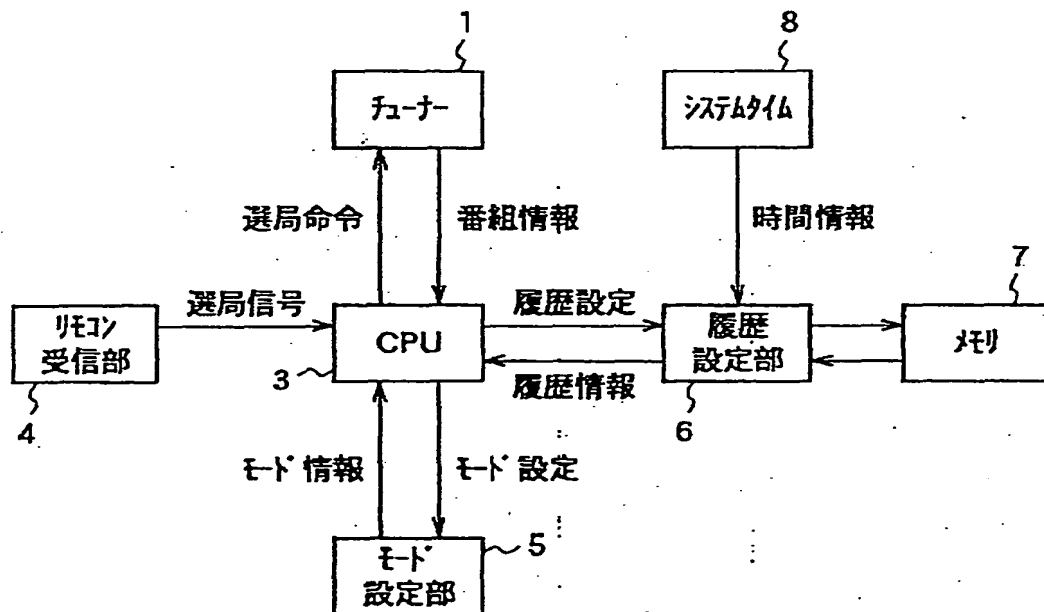 1
8
チューナー
システムタイム
選局命令
番組情報
時間情報
7
選局信号
履歴設定
リモコン
受信部
CPU
履歴
設定部
メモリ
3
履歴情報
4
6
モード情報
モード設定
5
モード
設定部